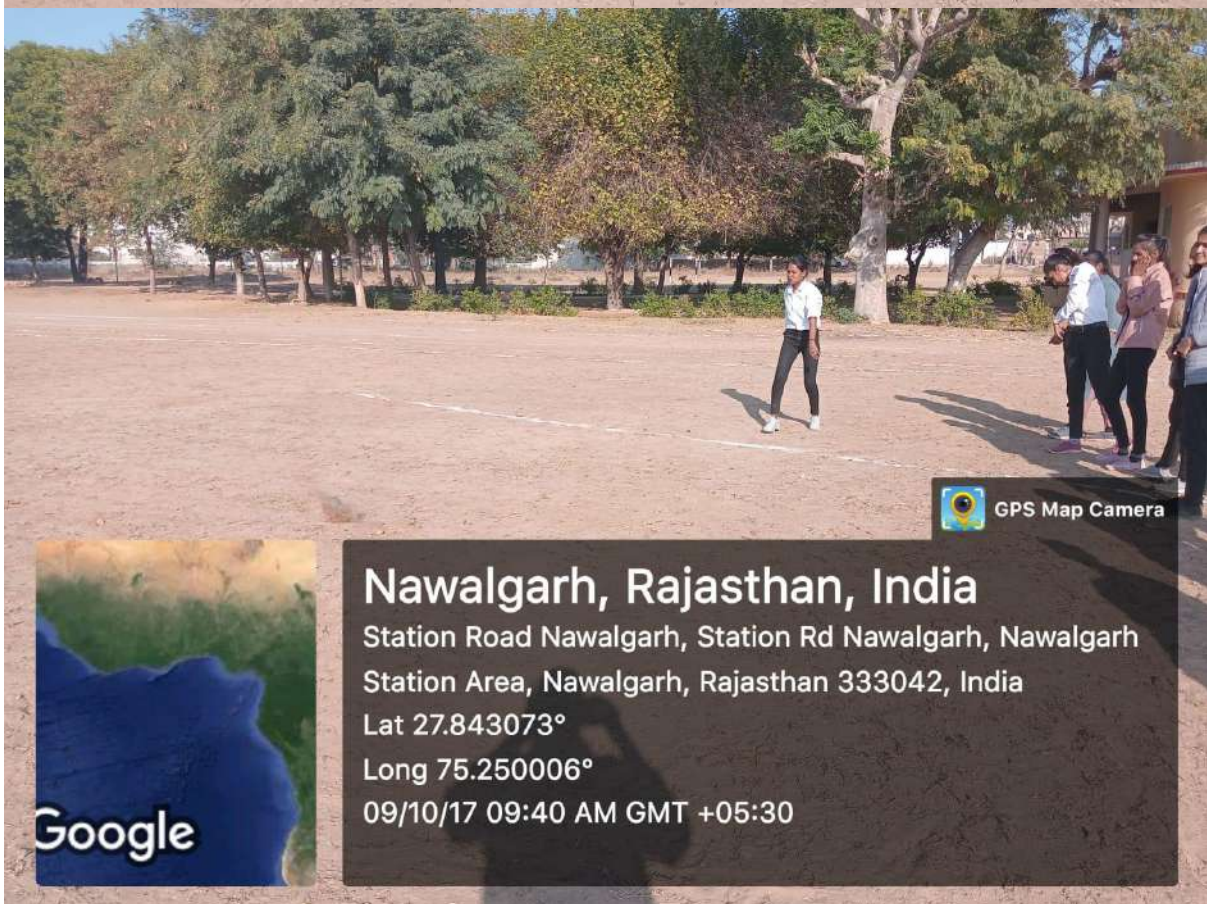 GPS Map Camera
Nawalgarh, Rajasthan, India
Station Road Nawalgarh, Station Rd Nawalgarh, Nawalgarh
Station Area, Nawalgarh, Rajasthan 333042, India
Lat 27.843073°
Long 75.250006°
09/10/17 09:40 AM GMT +05:30
Google